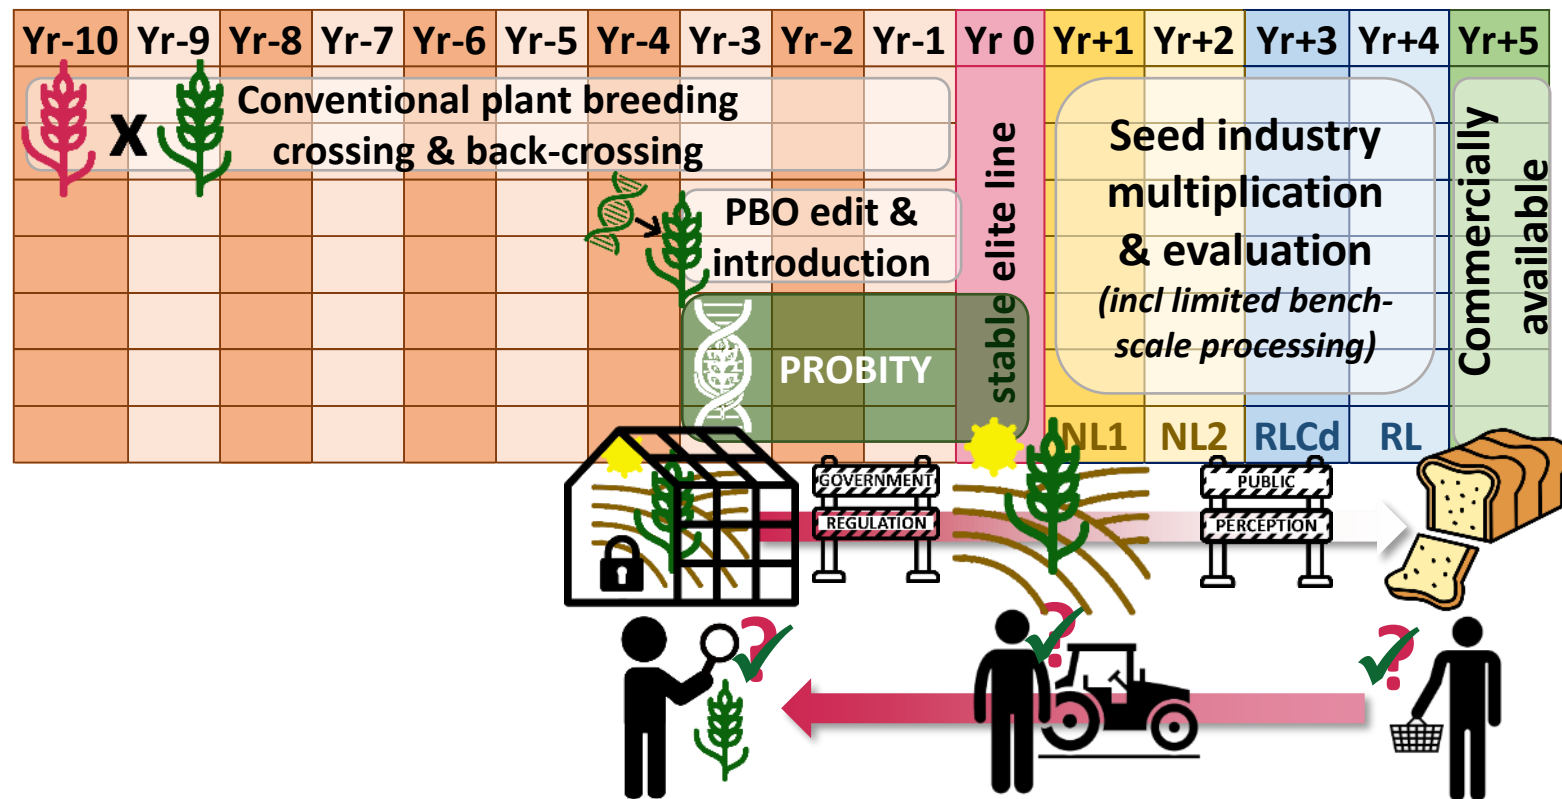 Yr-10 Yr-9 Yr-8 Yr-7 Yr-6 Yr-5 Yr-4 Yr-3 Yr-2 Yr-1 Yr 0 Yr+1 Yr+2 Yr+3 Yr+4 Yr+5
X
Conventional plant breeding
crossing & back-crossing
PBO edit &
introduction
PROBITY
stable elite line
Seed industry
multiplication
& evaluation
(incl limited bench-
scale processing)
Commercially
available
NL1 NL2 RLCd RL
GOVERNMENT
REGULATION
PUBLIC
PERCEPTION
? ? ?